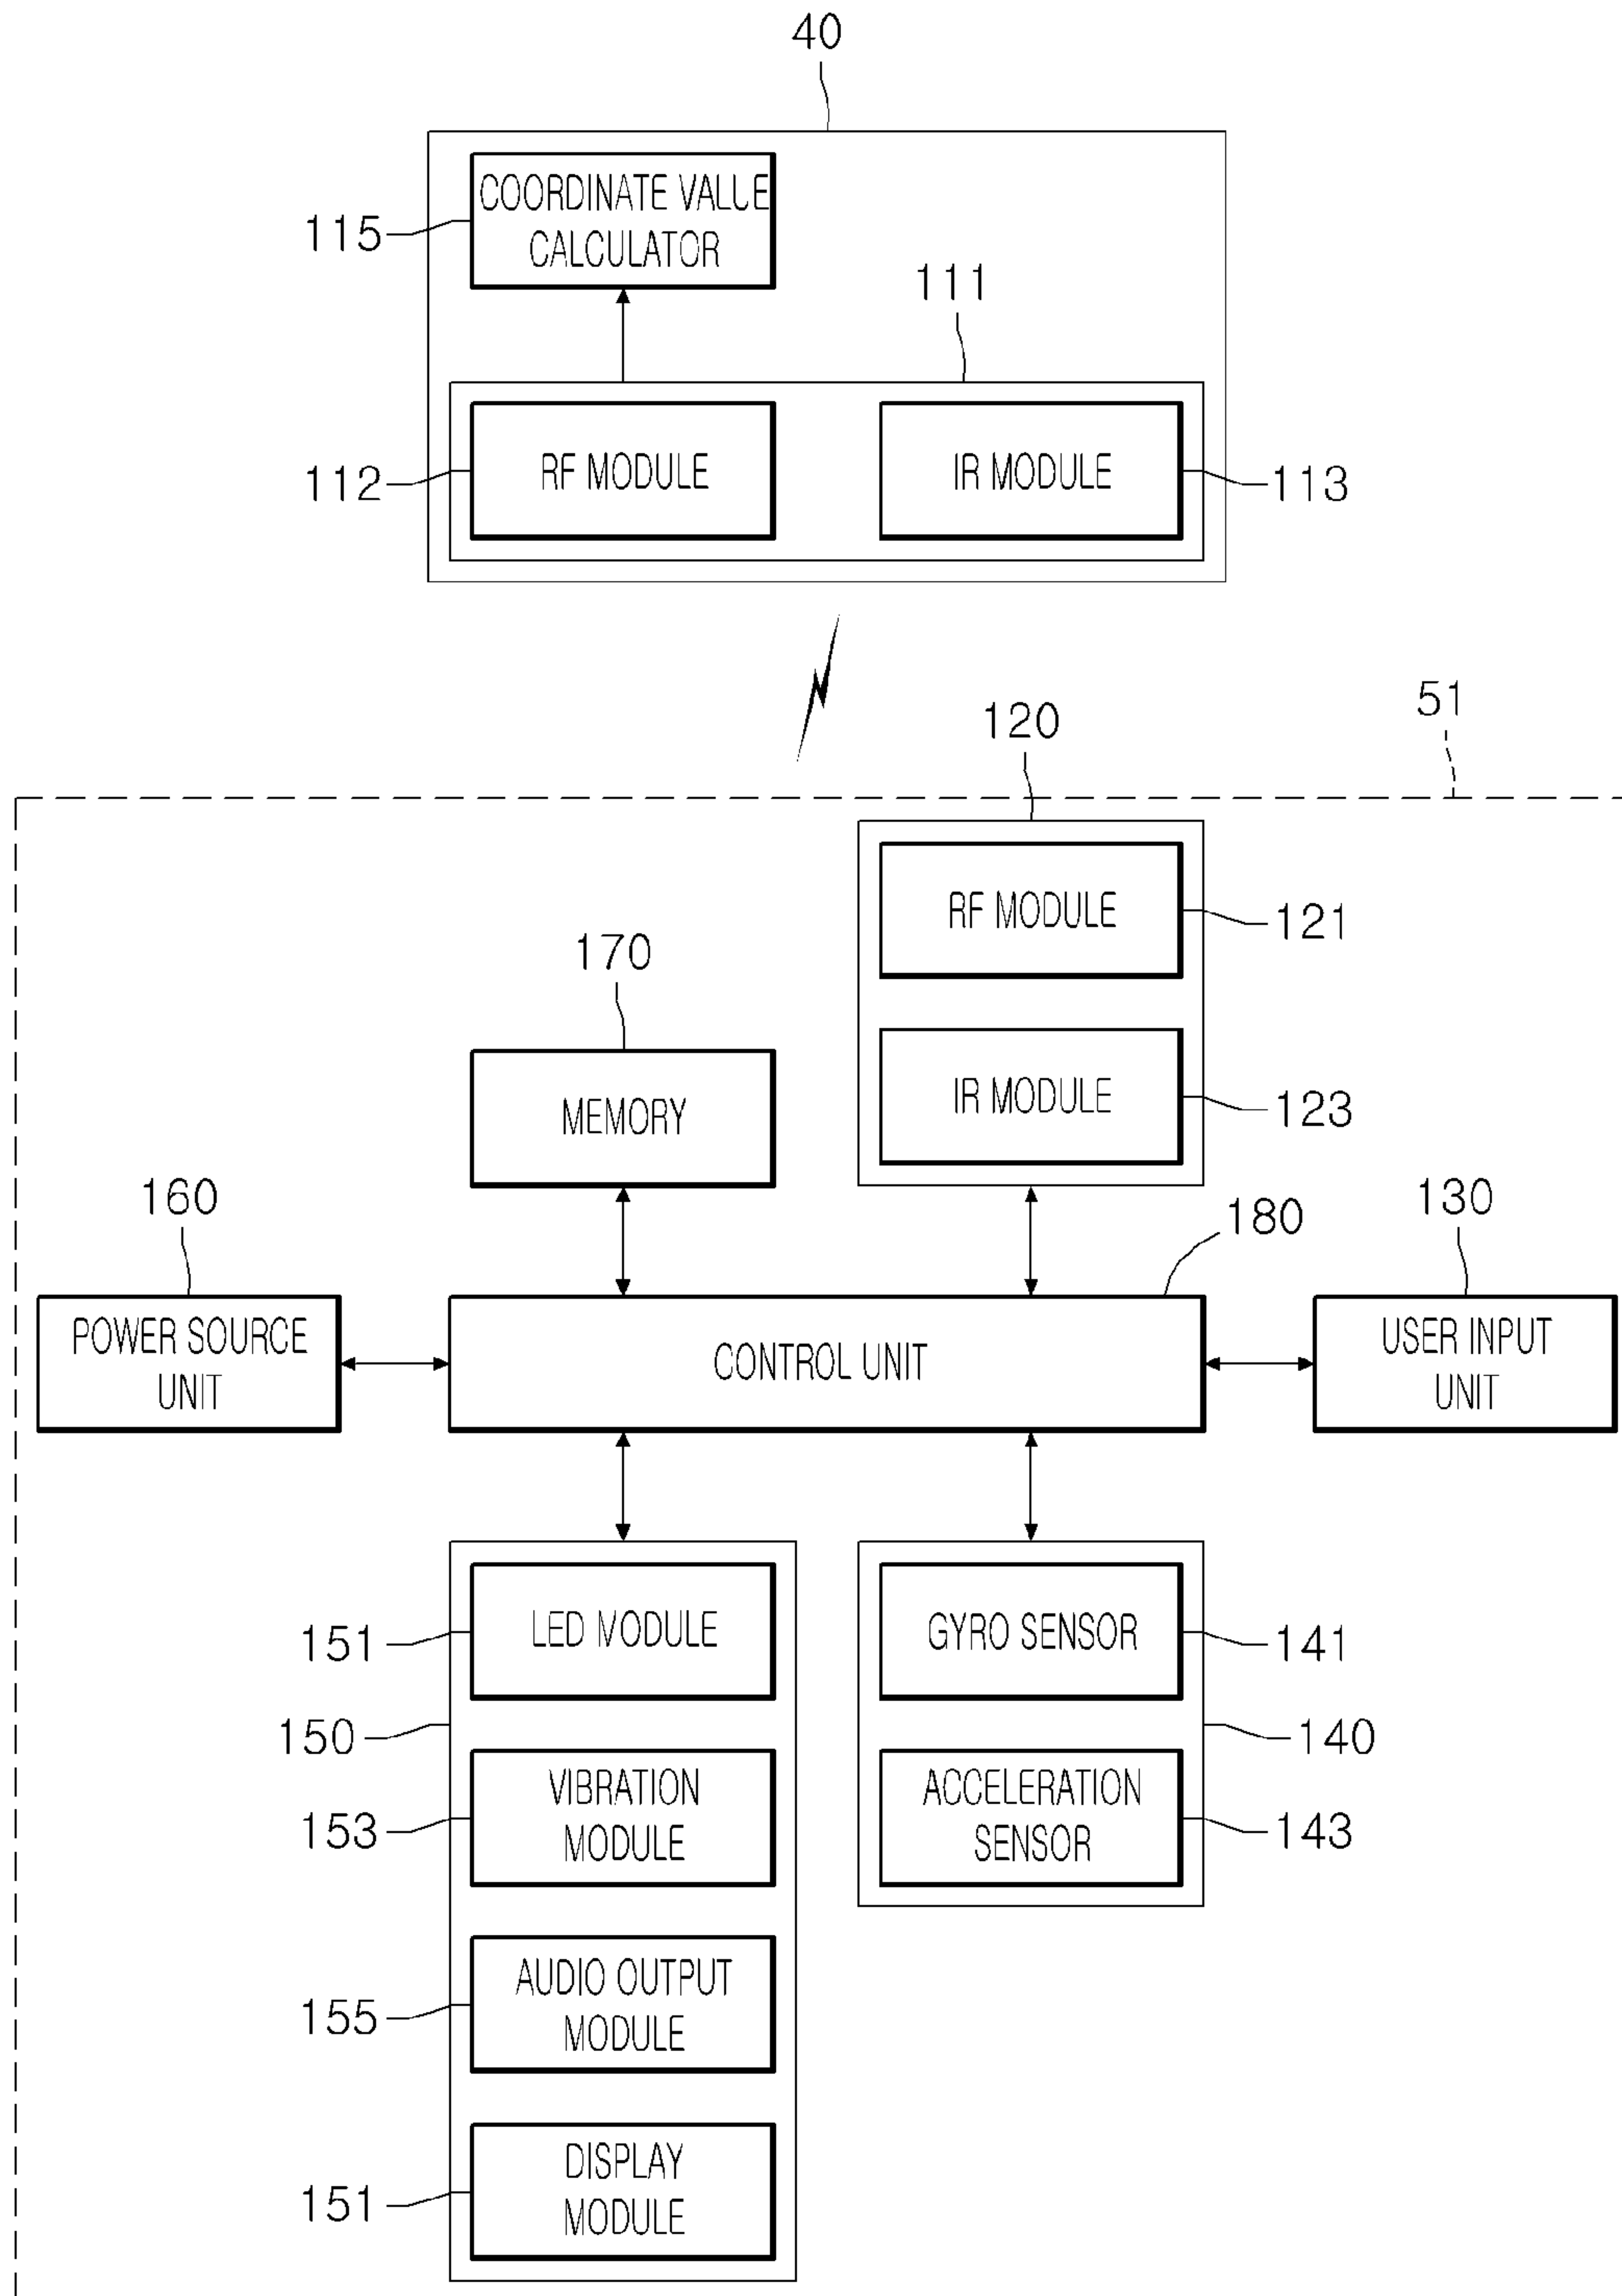 40
COORDINATE VALUE
CALCULATOR
115
111
RF MODULE
112
IR MODULE
113
51
120
RF MODULE
121
170
IR MODULE
123
MEMORY
160
180
130
POWER SOURCE
UNIT
CONTROL UNIT
USER INPUT
UNIT
LED MODULE
151
GYRO SENSOR
141
150
140
VIBRATION
MODULE
153
ACCELERATION
SENSOR
143
AUDIO OUTPUT
MODULE
155
DISPLAY
MODULE
151